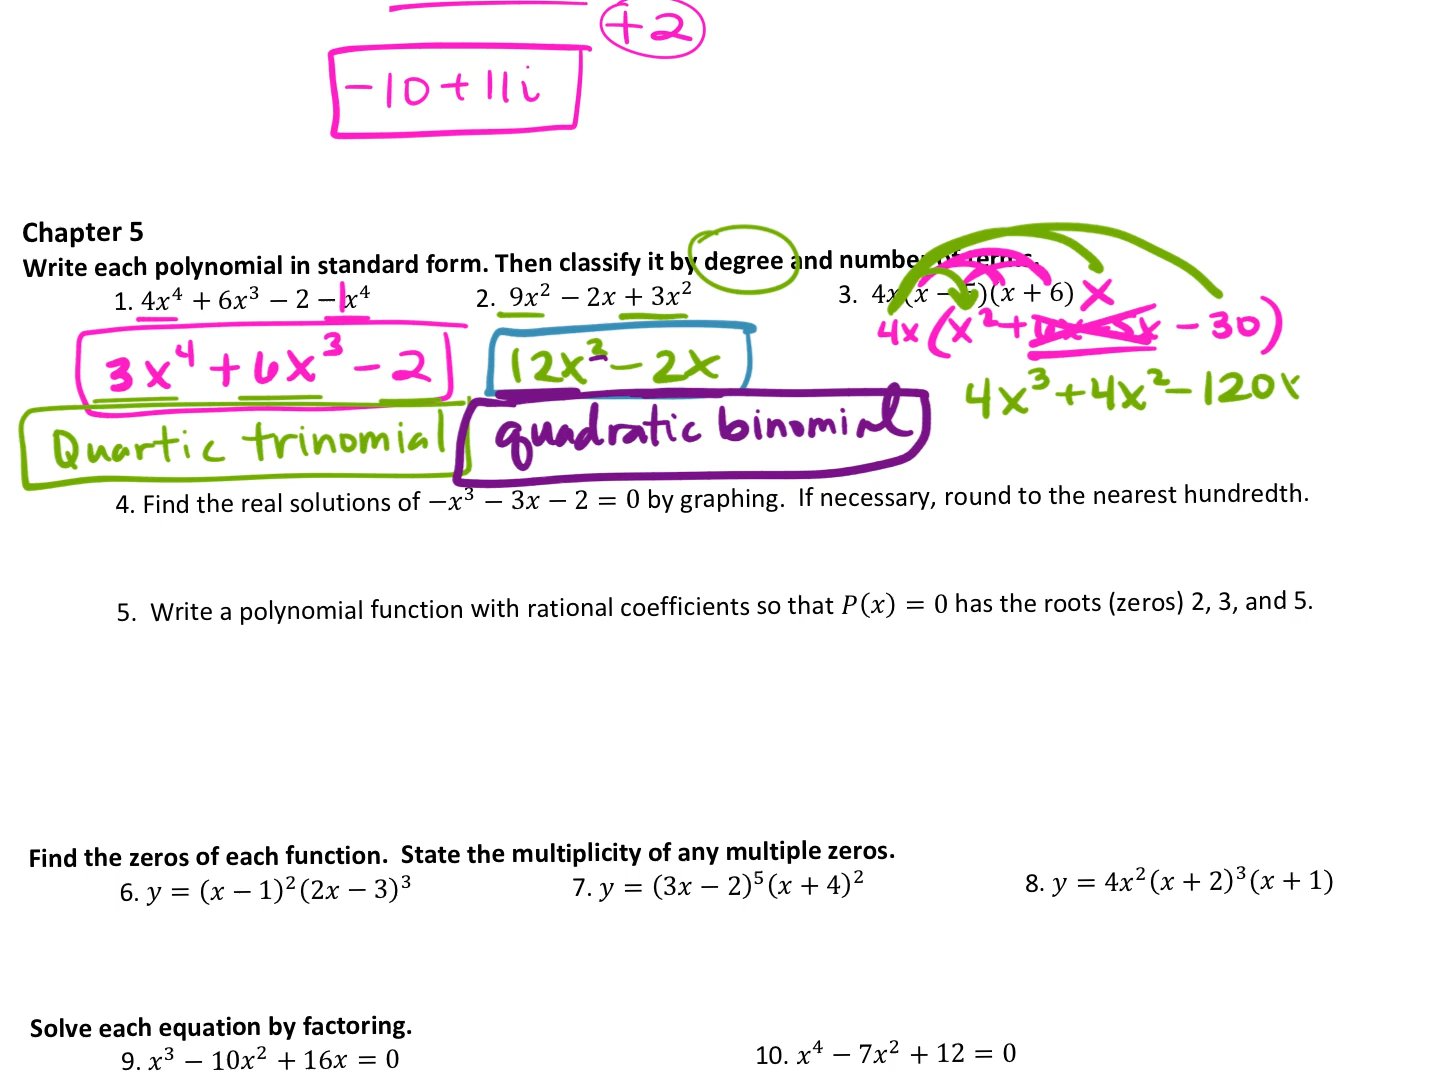 +2
-10+11i
Chapter 5
Write each polynomial in standard form. Then classify it by degree and number of terms.
1. 4x⁴ + 6x³ − 2 − 1x⁴ 2. 9x² − 2x + 3x² 3. 4x(x − 5)(x + 6) x
4x(x²+6x-5x-30)
3x⁴+6x³-2 12x²-2x 4x³+4x²-120x
Quartic trinomial quadratic binomial
4. Find the real solutions of −x³ − 3x − 2 = 0 by graphing. If necessary, round to the nearest hundredth.
5. Write a polynomial function with rational coefficients so that P(x) = 0 has the roots (zeros) 2, 3, and 5.
Find the zeros of each function. State the multiplicity of any multiple zeros.
6. y = (x − 1)²(2x − 3)³ 7. y = (3x − 2)⁵(x + 4)² 8. y = 4x²(x + 2)³(x + 1)
Solve each equation by factoring.
9. x³ − 10x² + 16x = 0 10. x⁴ − 7x² + 12 = 0